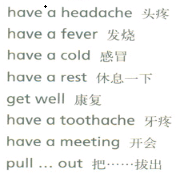 have a headache 头疼
have a fever 发烧
have a cold 感冒
have a rest 休息一下
get well 康复
have a toothache 牙疼
have a meeting 开会
pull … out 把……拔出